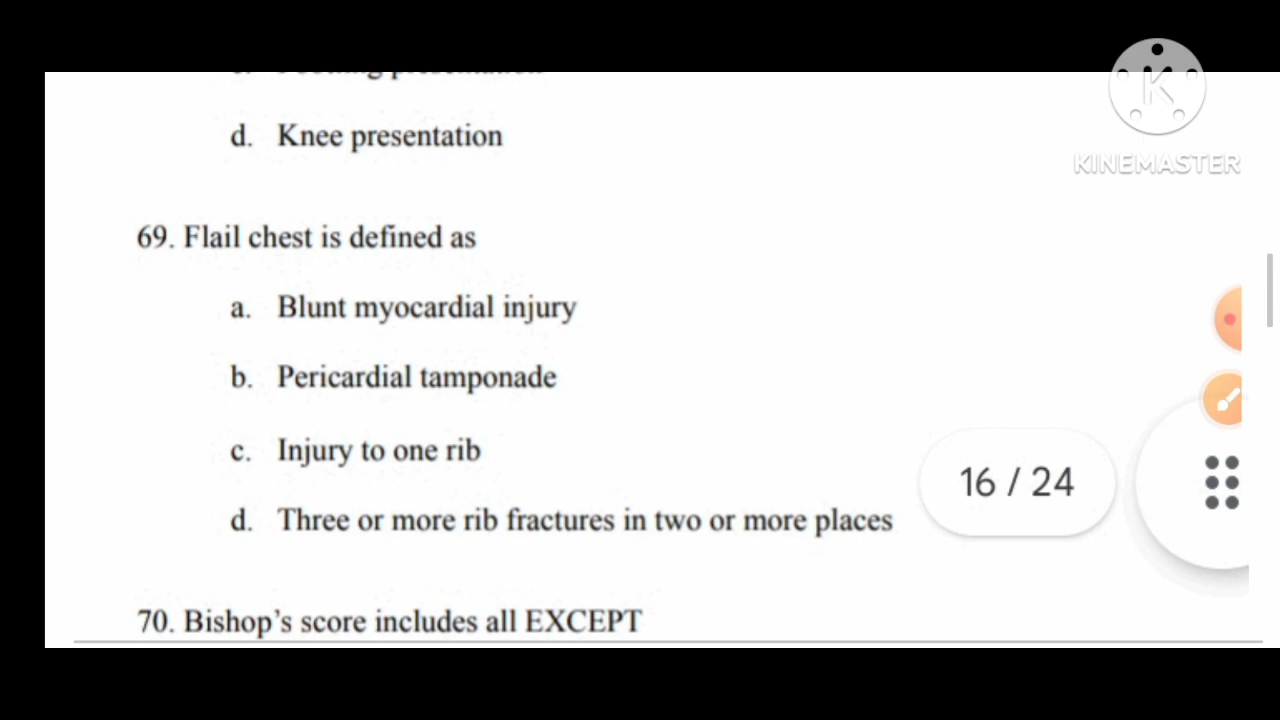 d. Knee presentation
KINEMASTER
69. Flail chest is defined as
a. Blunt myocardial injury
b. Pericardial tamponade
c. Injury to one rib
d. Three or more rib fractures in two or more places
16 / 24
70. Bishop's score includes all EXCEPT